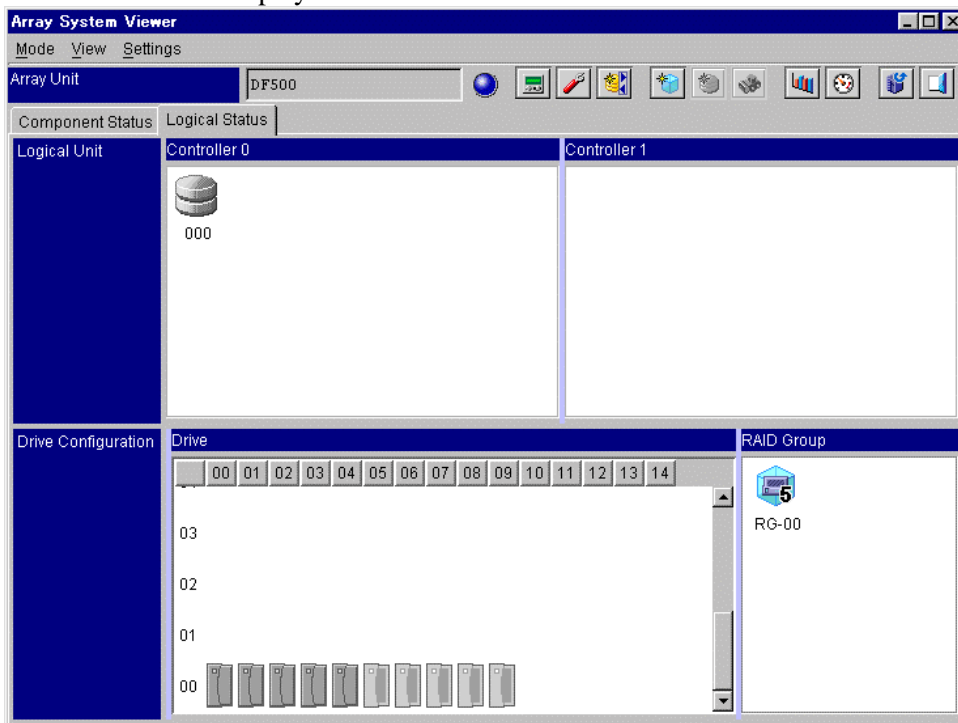 Array System Viewer
Mode View Settings
Array Unit
DF500
Component Status
Logical Status
Logical Unit
Controller 0
Controller 1
000
Drive Configuration
Drive
RAID Group
00 01 02 03 04 05 06 07 08 09 10 11 12 13 14
5
RG-00
03
02
01
00